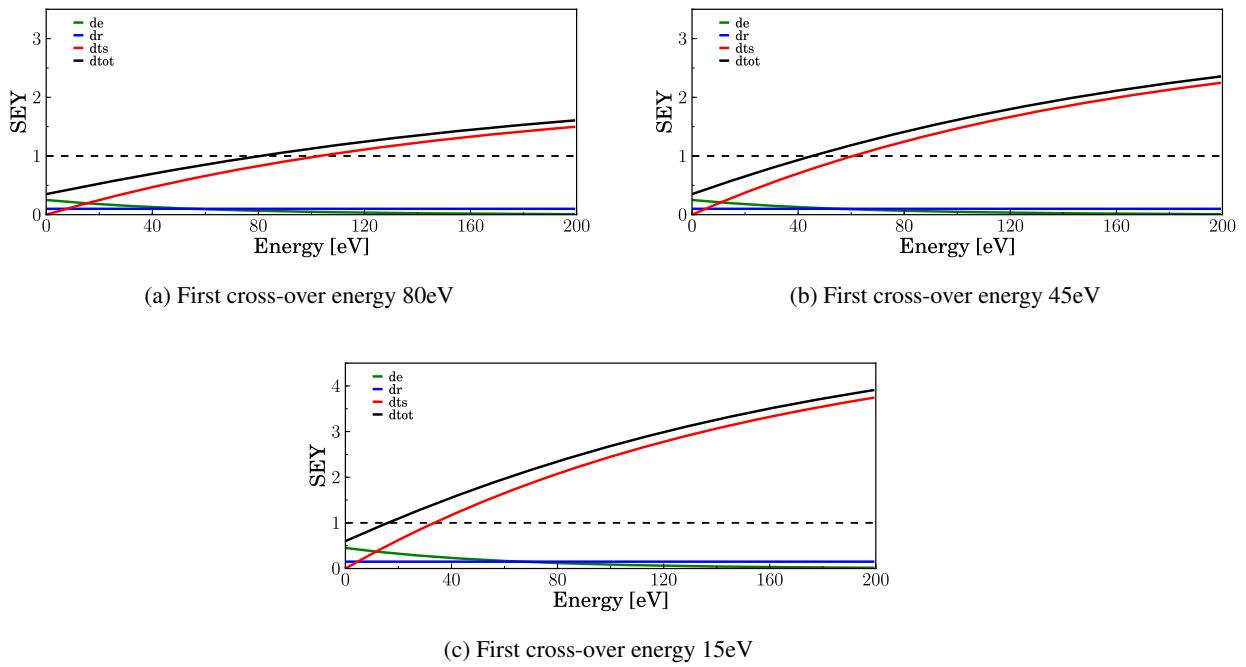 de
dr
dts
dtot
SEY
3
2
1
0
0 40 80 120 160 200
Energy [eV]
(a) First cross-over energy 80eV
de
dr
dts
dtot
SEY
3
2
1
0
0 40 80 120 160 200
Energy [eV]
(b) First cross-over energy 45eV
de
dr
dts
dtot
SEY
4
3
2
1
0
0 40 80 120 160 200
Energy [eV]
(c) First cross-over energy 15eV